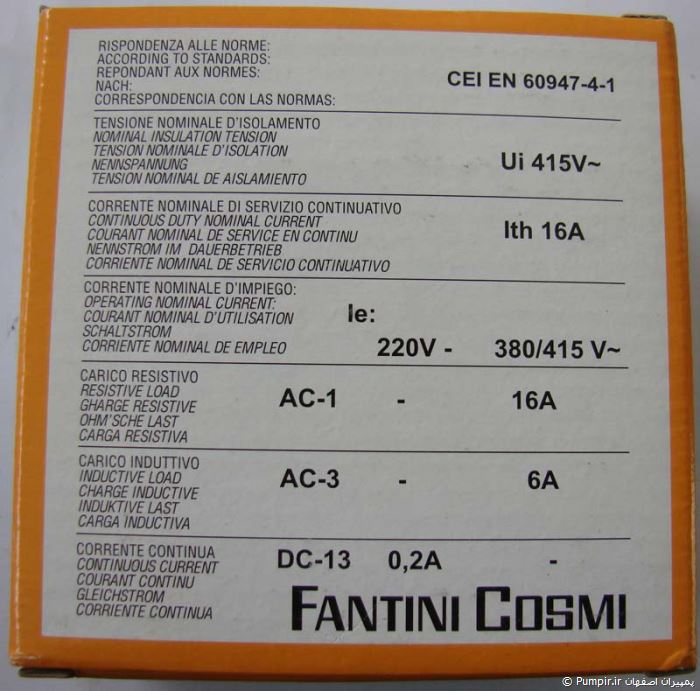 RISPONDENZA ALLE NORME:
ACCORDING TO STANDARDS:
REPONDANT AUX NORMES:
NACH:
CORRESPONDENCIA CON LAS NORMAS:
CEI EN 60947-4-1
TENSIONE NOMINALE D'ISOLAMENTO
NOMINAL INSULATION TENSION
TENSION NOMINALE D'ISOLATION
NENNSPANNUNG
TENSION NOMINAL DE AISLAMIENTO
Ui 415V~
CORRENTE NOMINALE DI SERVIZIO CONTINUATIVO
CONTINUOUS DUTY NOMINAL CURRENT
COURANT NOMINAL DE SERVICE EN CONTINU
NENNSTROM IM DAUERBETRIEB
CORRIENTE NOMINAL DE SERVICIO CONTINUATIVO
Ith 16A
CORRENTE NOMINALE D'IMPIEGO:
OPERATING NOMINAL CURRENT:
COURANT NOMINAL D'UTILISATION
SCHALTSTROM
CORRIENTE NOMINAL DE EMPLEO
Ie:
220V - 380/415 V~
CARICO RESISTIVO
RESISTIVE LOAD
GHARGE RESISTIVE
OHM'SCHE LAST
CARGA RESISTIVA
AC-1 - 16A
CARICO INDUTTIVO
INDUCTIVE LOAD
CHARGE INDUCTIVE
INDUKTIVE LAST
CARGA INDUCTIVA
AC-3 - 6A
CORRENTE CONTINUA
CONTINUOUS CURRENT
COURANT CONTINU
GLEICHSTROM
CORRIENTE CONTINUA
DC-13 0,2A -
FANTINI COSMI
© Pumpir.ir پمپیران اصفهان